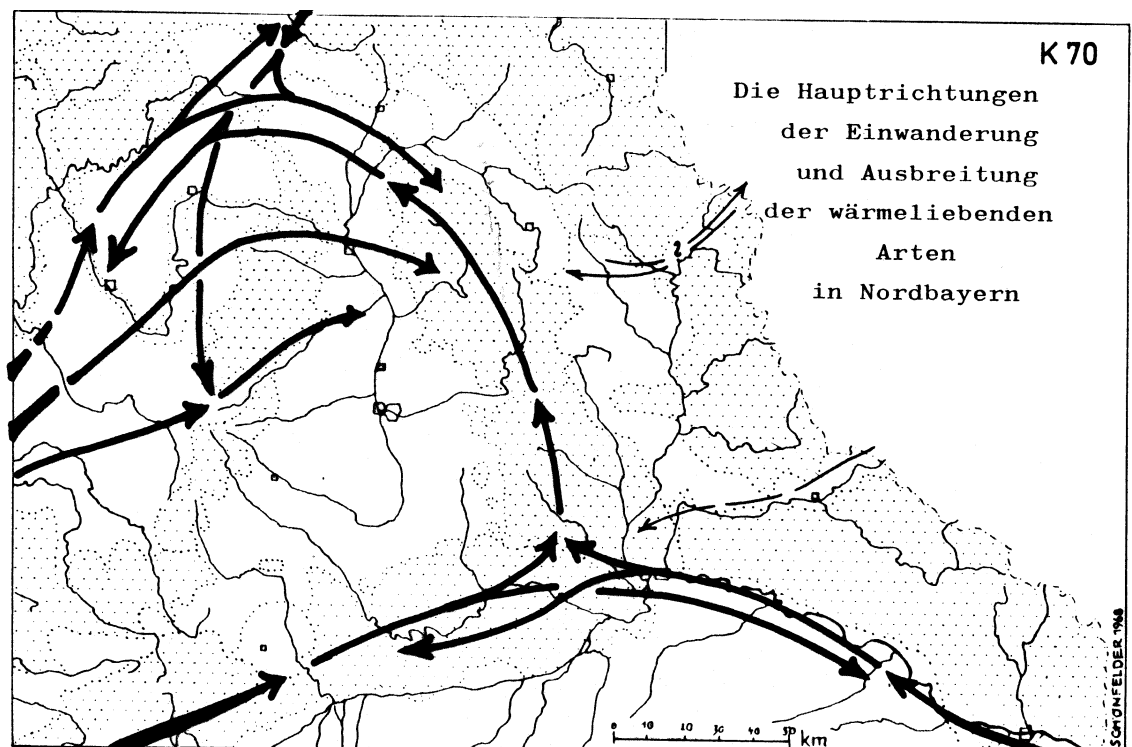 K 70
Die Hauptrichtungen
der Einwanderung
und Ausbreitung
der wärmeliebenden
Arten
in Nordbayern
?
0 10 20 30 40 50 km
SCHÖNFELDER 1968